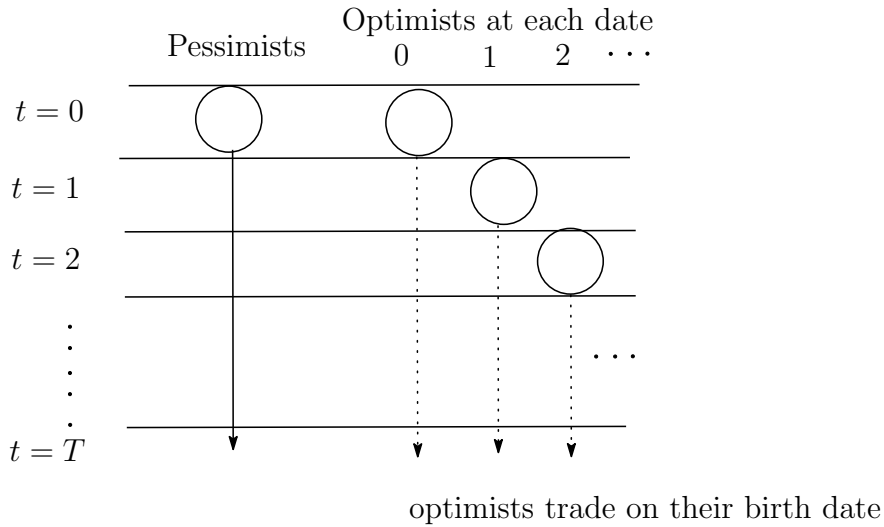 Optimists at each date
Pessimists 0 1 2 · · ·
t = 0
t = 1
t = 2
· · ·
t = T
optimists trade on their birth date